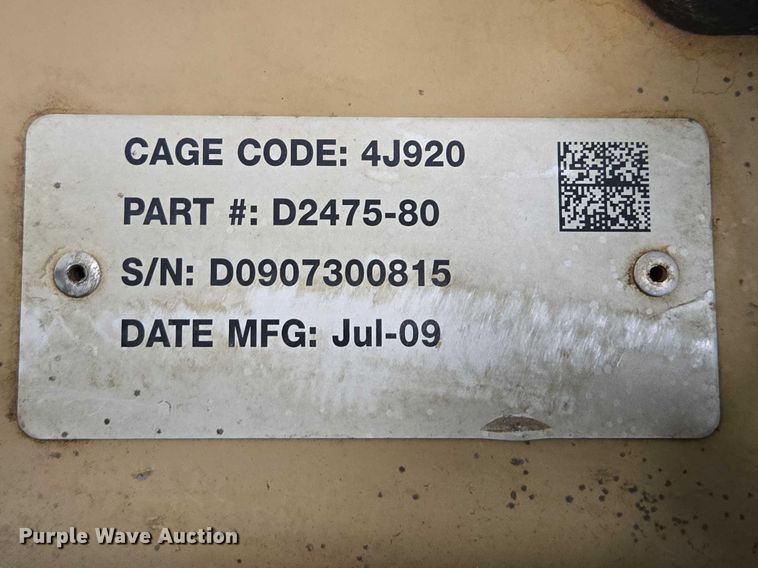 CAGE CODE: 4J920
PART #: D2475-80
S/N: D0907300815
DATE MFG: Jul-09
Purple Wave Auction